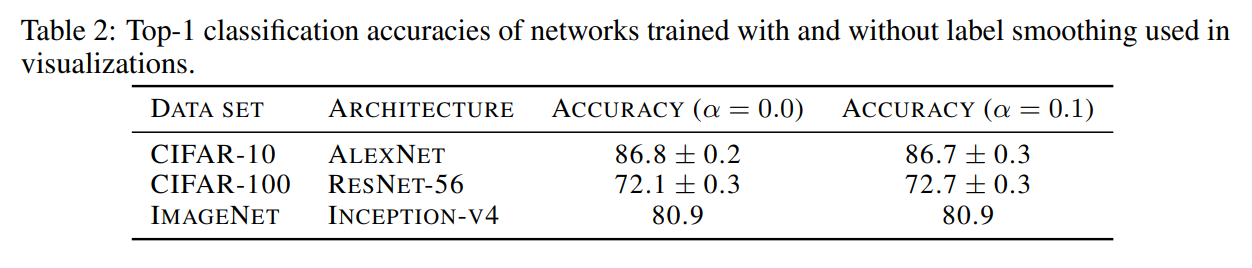 Table 2: Top-1 classification accuracies of networks trained with and without label smoothing used in
visualizations.
DATA SET ARCHITECTURE ACCURACY (α = 0.0) ACCURACY (α = 0.1)
CIFAR-10 ALEXNET 86.8 ± 0.2 86.7 ± 0.3
CIFAR-100 RESNET-56 72.1 ± 0.3 72.7 ± 0.3
IMAGENET INCEPTION-V4 80.9 80.9